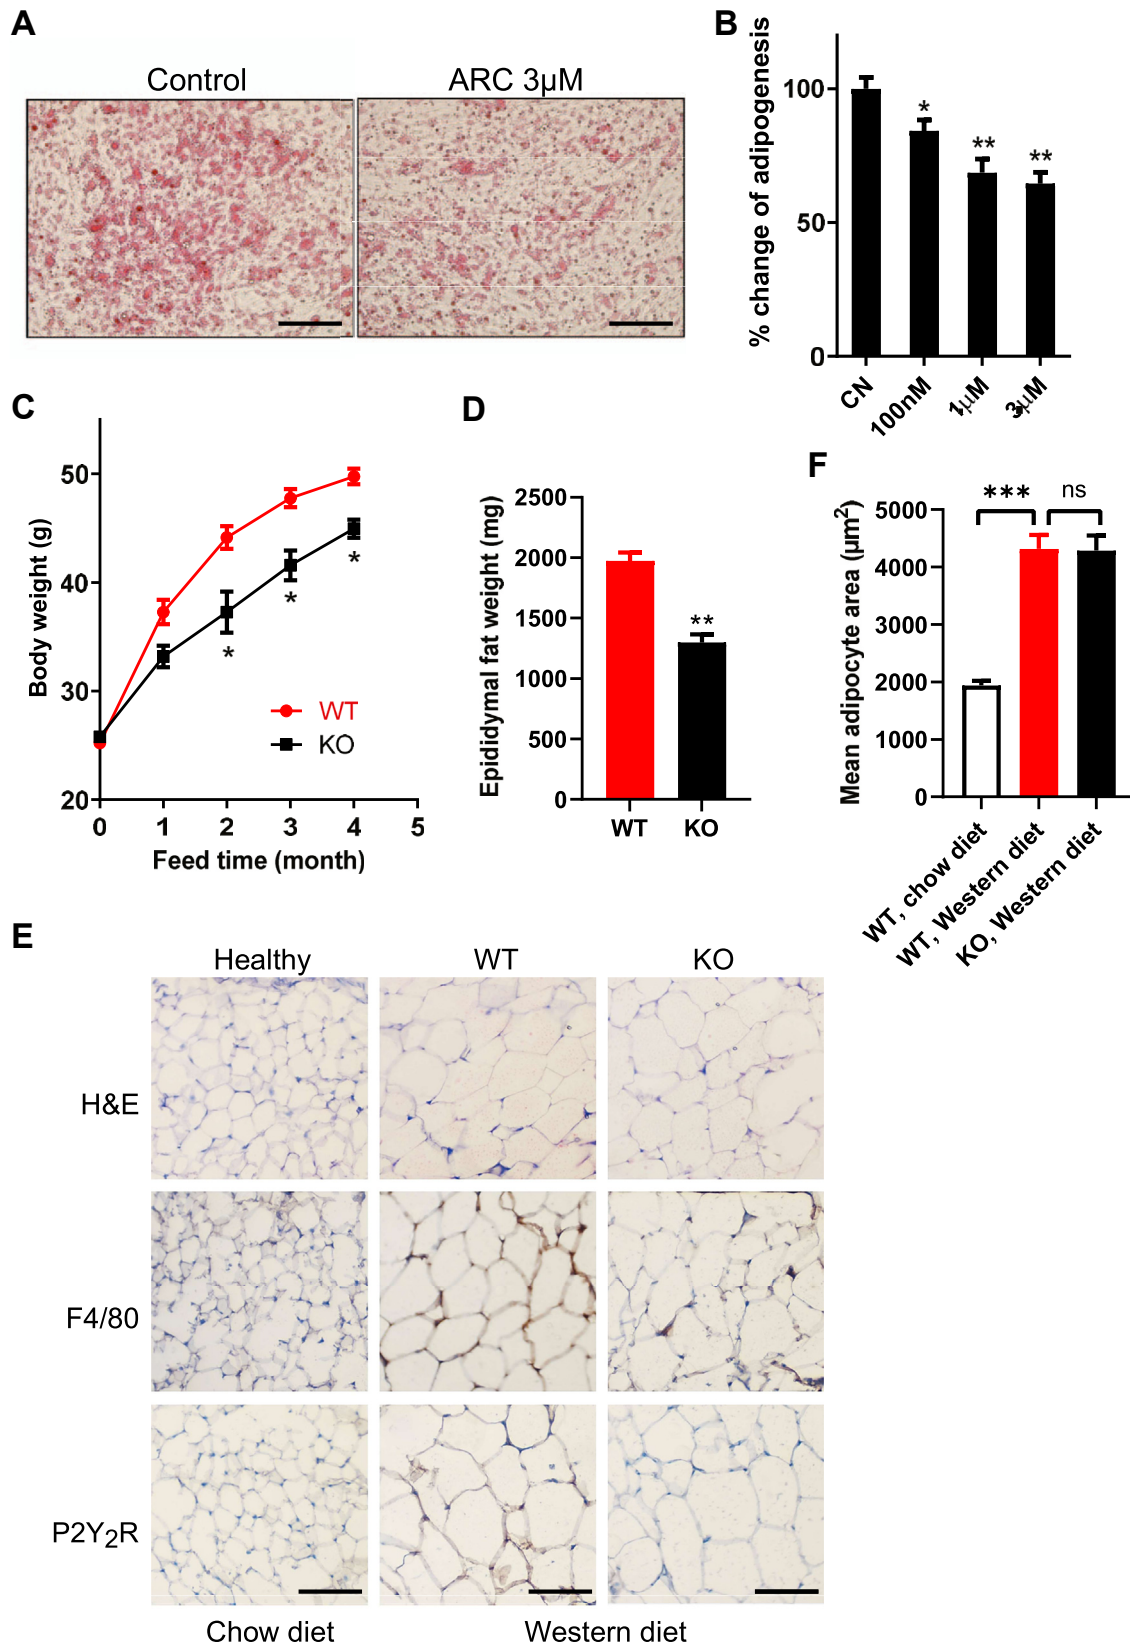 A
Control
ARC 3µM
B
% change of adipogenesis
100
50
0
*
**
**
CN
100nM
1µM
3µM
C
Body weight (g)
50
40
30
20
*
*
*
WT
KO
0 1 2 3 4 5
Feed time (month)
D
Epididymal fat weight (mg)
2500
2000
1500
1000
500
0
**
WT KO
F
Mean adipocyte area (µm²)
5000
4000
3000
2000
1000
0
*** ns
WT, chow diet
WT, Western diet
KO, Western diet
E
Healthy WT KO
H&E
F4/80
P2Y₂R
Chow diet Western diet